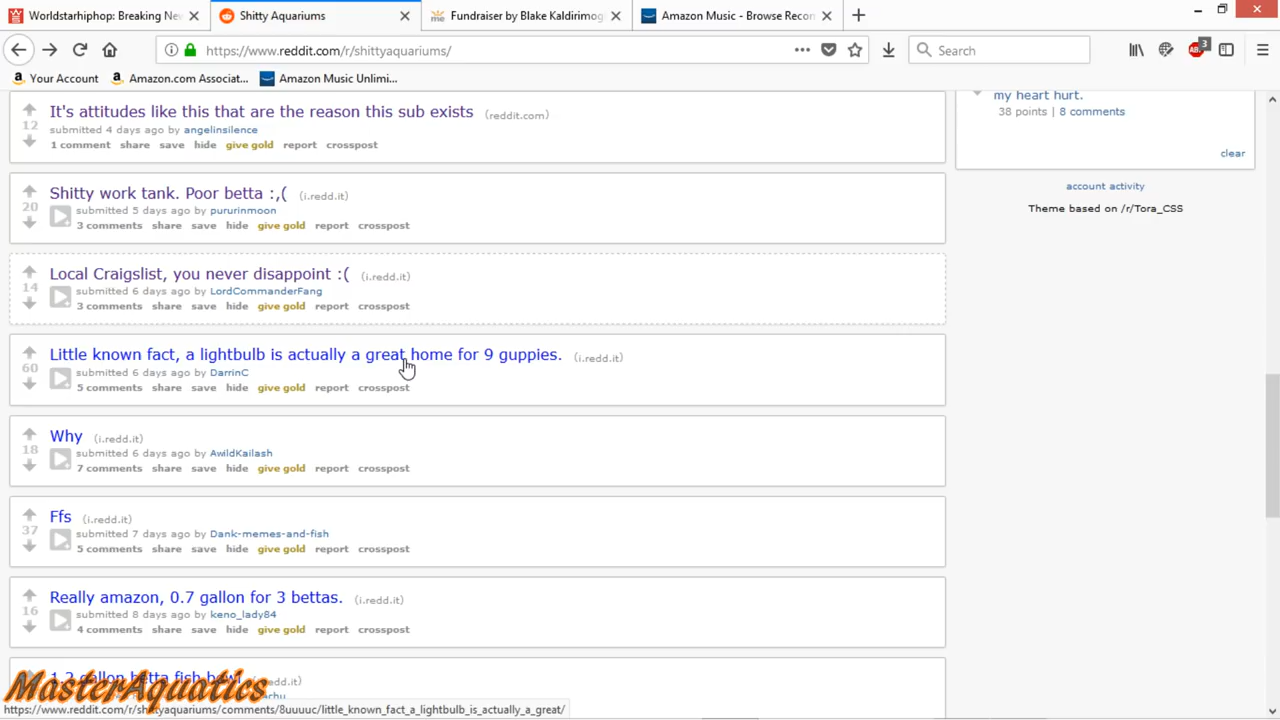 Worldstarhiphop: Breaking Ne
Shitty Aquariums
Fundraiser by Blake Kaldirimog
Amazon Music - Browse Recon
https://www.reddit.com/r/shittyaquariums/
Search
3
Your Account
Amazon.com Associat...
Amazon Music Unlimi...
It's attitudes like this that are the reason this sub exists (reddit.com)
12
submitted 4 days ago by angelinsilence
1 comment share save hide give gold report crosspost
my heart hurt.
38 points | 8 comments
clear
account activity
Theme based on /r/Tora_CSS
Shitty work tank. Poor betta :,( (i.redd.it)
20
submitted 5 days ago by pururinmoon
3 comments share save hide give gold report crosspost
Local Craigslist, you never disappoint :( (i.redd.it)
14
submitted 6 days ago by LordCommanderFang
3 comments share save hide give gold report crosspost
Little known fact, a lightbulb is actually a great home for 9 guppies. (i.redd.it)
60
submitted 6 days ago by DarrinC
5 comments share save hide give gold report crosspost
Why (i.redd.it)
18
submitted 6 days ago by AwildKailash
7 comments share save hide give gold report crosspost
Ffs (i.redd.it)
37
submitted 7 days ago by Dank-memes-and-fish
5 comments share save hide give gold report crosspost
Really amazon, 0.7 gallon for 3 bettas. (i.redd.it)
16
submitted 8 days ago by keno_lady84
4 comments share save hide give gold report crosspost
1.2 gallon betta fish bowl (i.redd.it)
MasterAquatics
https://www.reddit.com/r/shittyaquariums/comments/8uuuuc/little_known_fact_a_lightbulb_is_actually_a_great/